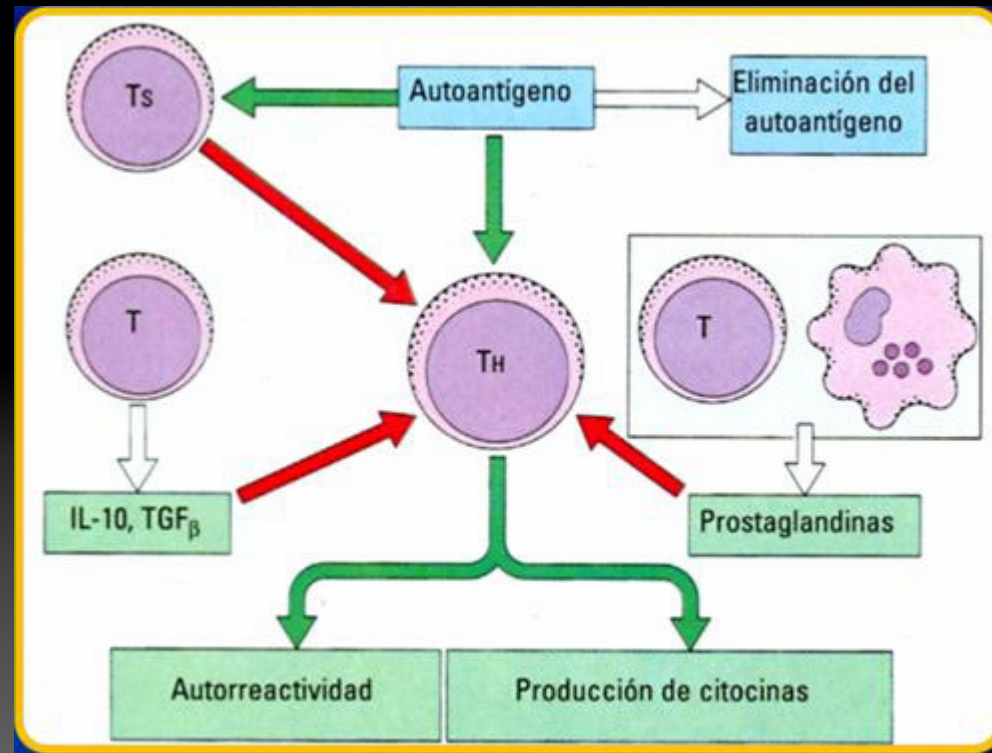 Ts
Autoantígeno
Eliminación del
autoantígeno
T
TH
T
IL-10, TGFβ
Prostaglandinas
Autorreactividad
Producción de citocinas